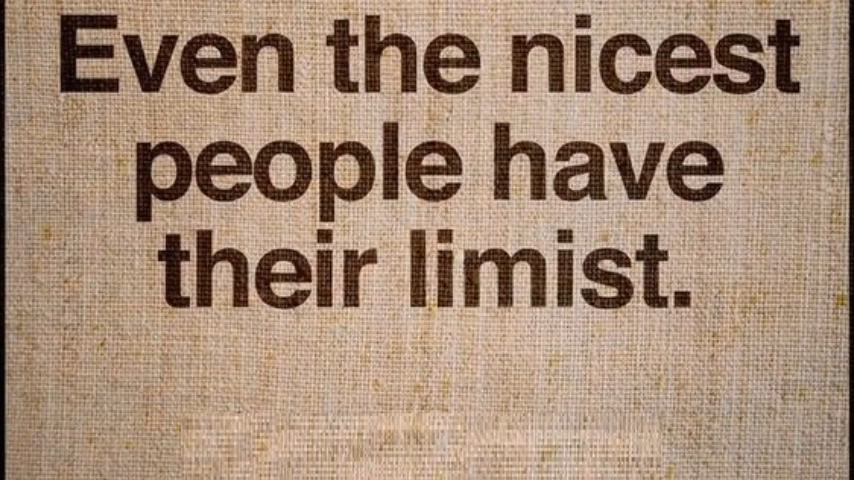 Even the nicest
people have
their limist.